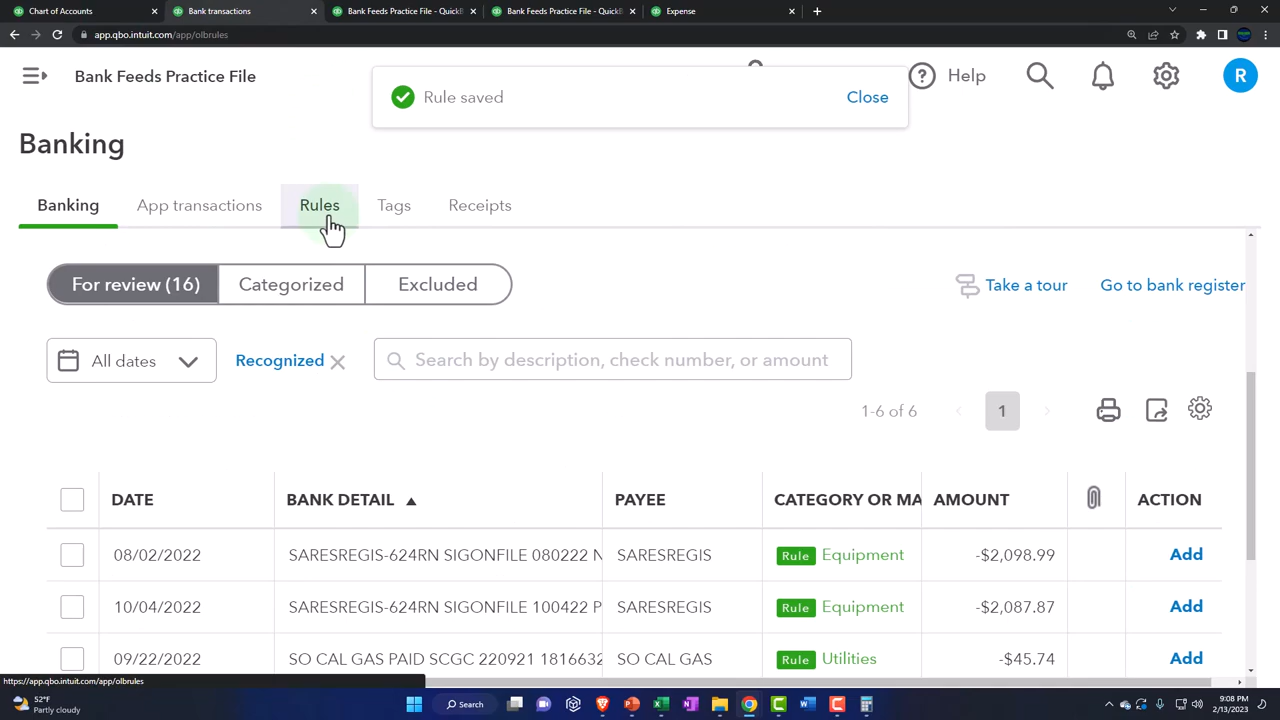 Chart of Accounts
Bank transactions
Bank Feeds Practice File - QuickB
Bank Feeds Practice File - QuickB
Expense
app.qbo.intuit.com/app/olbrules
Bank Feeds Practice File
Rule saved
Close
Help
R
Banking
Banking
App transactions
Rules
Tags
Receipts
For review (16)
Categorized
Excluded
Take a tour
Go to bank register
All dates
Recognized
Search by description, check number, or amount
1-6 of 6
1
DATE
BANK DETAIL
PAYEE
CATEGORY OR MA
AMOUNT
ACTION
08/02/2022 SARESREGIS-624RN SIGONFILE 080222 N SARESREGIS Rule Equipment -$2,098.99 Add
10/04/2022 SARESREGIS-624RN SIGONFILE 100422 P SARESREGIS Rule Equipment -$2,087.87 Add
09/22/2022 SO CAL GAS PAID SCGC 220921 1816632 SO CAL GAS Rule Utilities -$45.74 Add
https://app.qbo.intuit.com/app/olbrules
52°F
Partly cloudy
Search
9:08 PM
2/13/2023